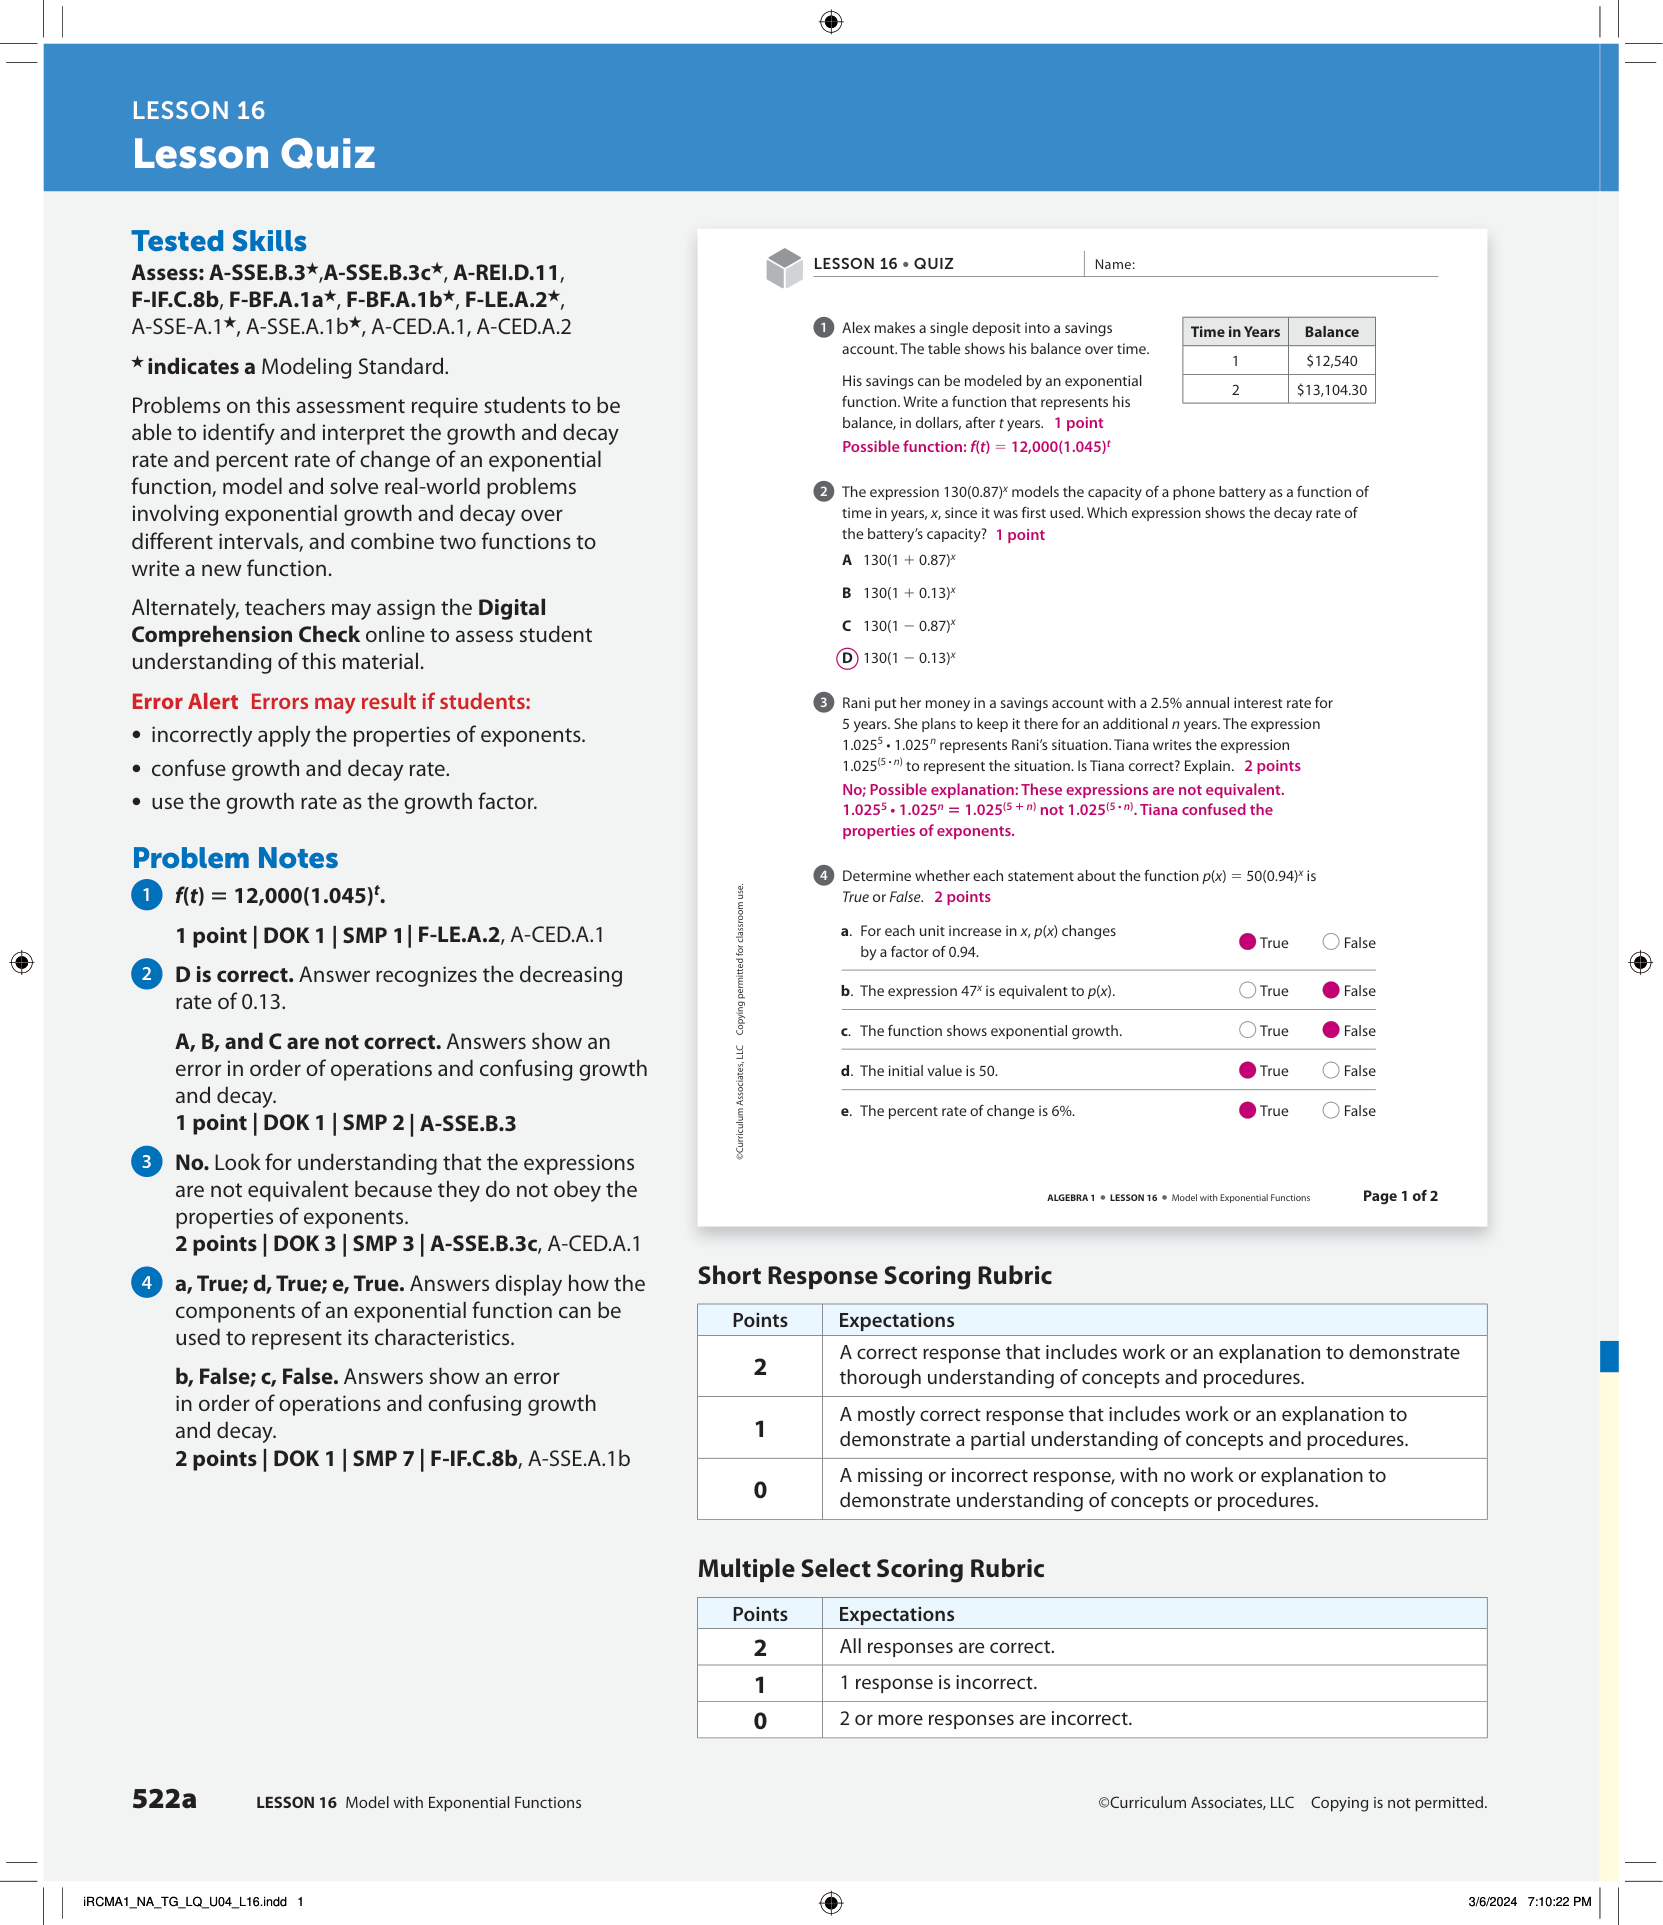 LESSON 16
Lesson Quiz
Tested Skills
Assess: A-SSE.B.3★,A-SSE.B.3c★, A-REI.D.11,
F-IF.C.8b, F-BF.A.1a★, F-BF.A.1b★, F-LE.A.2★,
A-SSE-A.1★, A-SSE.A.1b★, A-CED.A.1, A-CED.A.2
★ indicates a Modeling Standard.
Problems on this assessment require students to be
able to identify and interpret the growth and decay
rate and percent rate of change of an exponential
function, model and solve real-world problems
involving exponential growth and decay over
different intervals, and combine two functions to
write a new function.
Alternately, teachers may assign the Digital
Comprehension Check online to assess student
understanding of this material.
Error Alert Errors may result if students:
• incorrectly apply the properties of exponents.
• confuse growth and decay rate.
• use the growth rate as the growth factor.
Problem Notes
1 f(t) = 12,000(1.045)ᵗ.
1 point | DOK 1 | SMP 1 | F-LE.A.2, A-CED.A.1
2 D is correct. Answer recognizes the decreasing
rate of 0.13.
A, B, and C are not correct. Answers show an
error in order of operations and confusing growth
and decay.
1 point | DOK 1 | SMP 2 | A-SSE.B.3
3 No. Look for understanding that the expressions
are not equivalent because they do not obey the
properties of exponents.
2 points | DOK 3 | SMP 3 | A-SSE.B.3c, A-CED.A.1
4 a, True; d, True; e, True. Answers display how the
components of an exponential function can be
used to represent its characteristics.
b, False; c, False. Answers show an error
in order of operations and confusing growth
and decay.
2 points | DOK 1 | SMP 7 | F-IF.C.8b, A-SSE.A.1b
LESSON 16 • QUIZ Name:
1 Alex makes a single deposit into a savings
account. The table shows his balance over time.
His savings can be modeled by an exponential
function. Write a function that represents his
balance, in dollars, after t years. 1 point
Possible function: f(t) = 12,000(1.045)ᵗ
Time in Years Balance
1 $12,540
2 $13,104.30
2 The expression 130(0.87)ˣ models the capacity of a phone battery as a function of
time in years, x, since it was first used. Which expression shows the decay rate of
the battery's capacity? 1 point
A 130(1 + 0.87)ˣ
B 130(1 + 0.13)ˣ
C 130(1 − 0.87)ˣ
D 130(1 − 0.13)ˣ
3 Rani put her money in a savings account with a 2.5% annual interest rate for
5 years. She plans to keep it there for an additional n years. The expression
1.025⁵ • 1.025ⁿ represents Rani's situation. Tiana writes the expression
1.025⁽⁵ • ⁿ⁾ to represent the situation. Is Tiana correct? Explain. 2 points
No; Possible explanation: These expressions are not equivalent.
1.025⁵ • 1.025ⁿ = 1.025⁽⁵ ⁺ ⁿ⁾ not 1.025⁽⁵ • ⁿ⁾. Tiana confused the
properties of exponents.
4 Determine whether each statement about the function p(x) = 50(0.94)ˣ is
True or False. 2 points
a. For each unit increase in x, p(x) changes
by a factor of 0.94. True False
b. The expression 47ˣ is equivalent to p(x). True False
c. The function shows exponential growth. True False
d. The initial value is 50. True False
e. The percent rate of change is 6%. True False
©Curriculum Associates, LLC Copying permitted for classroom use.
ALGEBRA 1 • LESSON 16 • Model with Exponential Functions Page 1 of 2
Short Response Scoring Rubric
Points Expectations
2 A correct response that includes work or an explanation to demonstrate
thorough understanding of concepts and procedures.
1 A mostly correct response that includes work or an explanation to
demonstrate a partial understanding of concepts and procedures.
0 A missing or incorrect response, with no work or explanation to
demonstrate understanding of concepts or procedures.
Multiple Select Scoring Rubric
Points Expectations
2 All responses are correct.
1 1 response is incorrect.
0 2 or more responses are incorrect.
522a LESSON 16 Model with Exponential Functions ©Curriculum Associates, LLC Copying is not permitted.
iRCMA1_NA_TG_LQ_U04_L16.indd 1 3/6/2024 7:10:22 PM